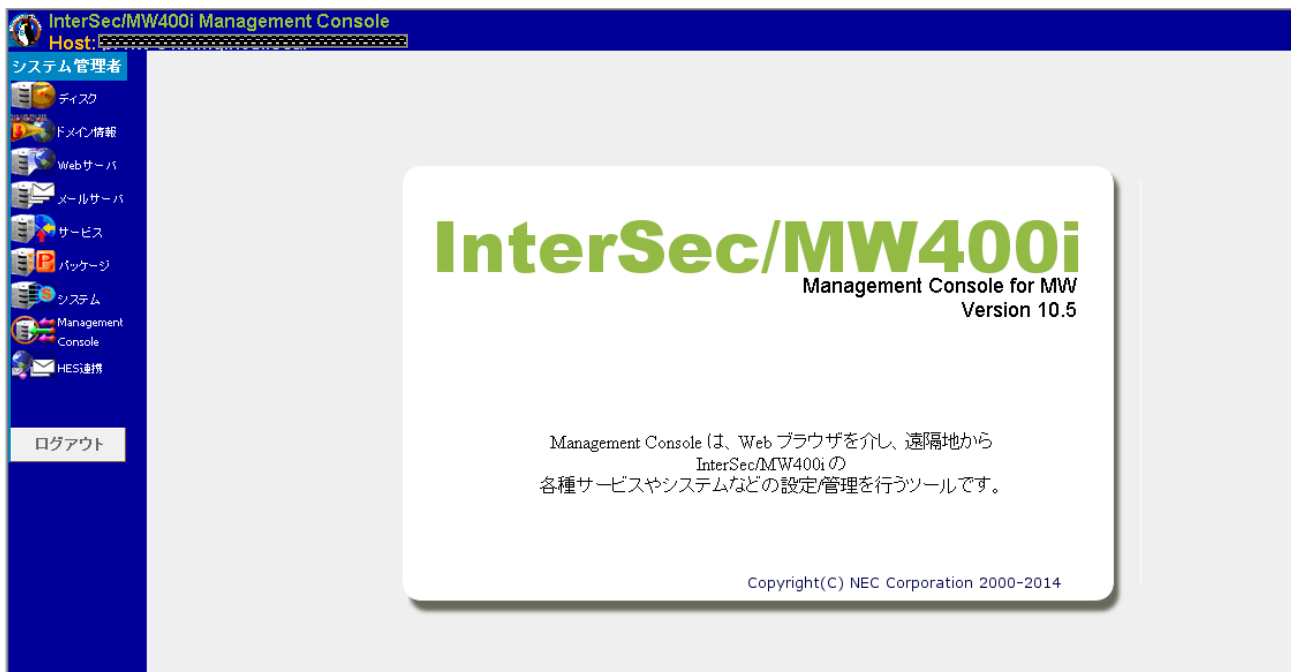 InterSec/MW400i Management Console
Host:
システム管理者
ディスク
ドメイン情報
Webサーバ
メールサーバ
サービス
パッケージ
システム
Management
Console
HES連携
ログアウト
InterSec/MW400i
Management Console for MW
Version 10.5
Management Console は、Web ブラウザを介し、遠隔地から
InterSec/MW400i の
各種サービスやシステムなどの設定/管理を行うツールです。
Copyright(C) NEC Corporation 2000-2014